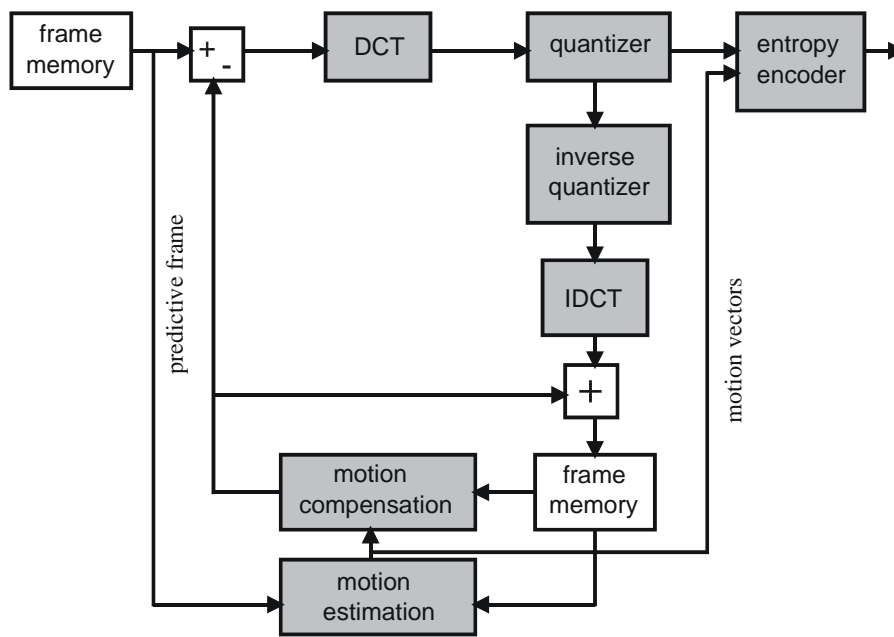 frame
memory
+
-
DCT
quantizer
entropy
encoder
inverse
quantizer
predictive frame
IDCT
motion vectors
+
motion
compensation
frame
memory
motion
estimation